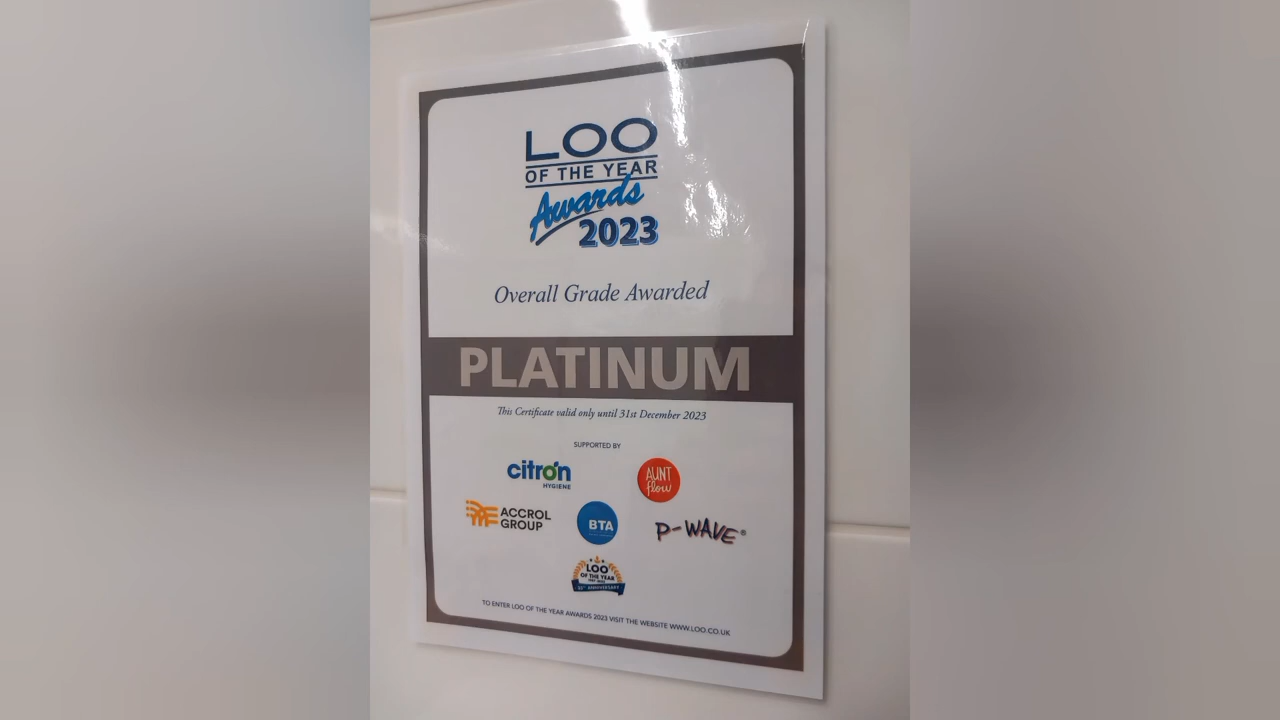 LOO
OF THE YEAR
Awards
2023
Overall Grade Awarded
PLATINUM
This Certificate valid only until 31st December 2023
SUPPORTED BY
citrón
HYGIENE
AUNT
flow
ACCROL
GROUP
BTA
P-WAVE®
LOO
OF THE YEAR
ANNIVERSARY
TO ENTER LOO OF THE YEAR AWARDS 2023 VISIT THE WEBSITE WWW.LOO.CO.UK